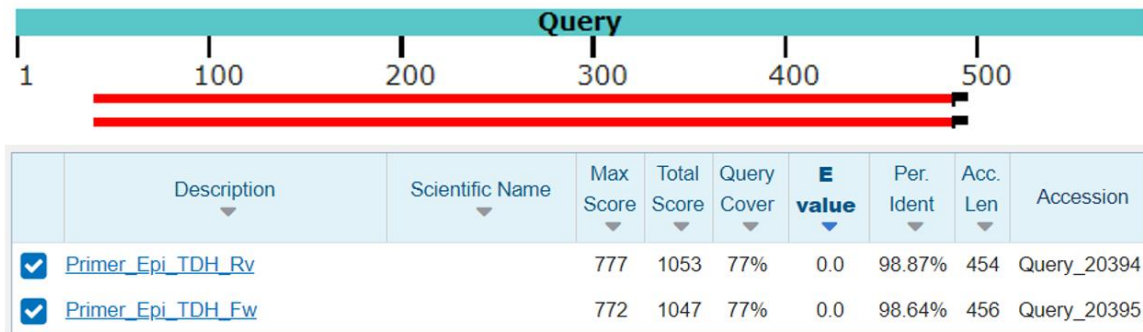 Query
1 100 200 300 400 500
Description Scientific Name Max Score Total Score Query Cover E value Per. Ident Acc. Len Accession
Primer_Epi_TDH_Rv 777 1053 77% 0.0 98.87% 454 Query_20394
Primer_Epi_TDH_Fw 772 1047 77% 0.0 98.64% 456 Query_20395